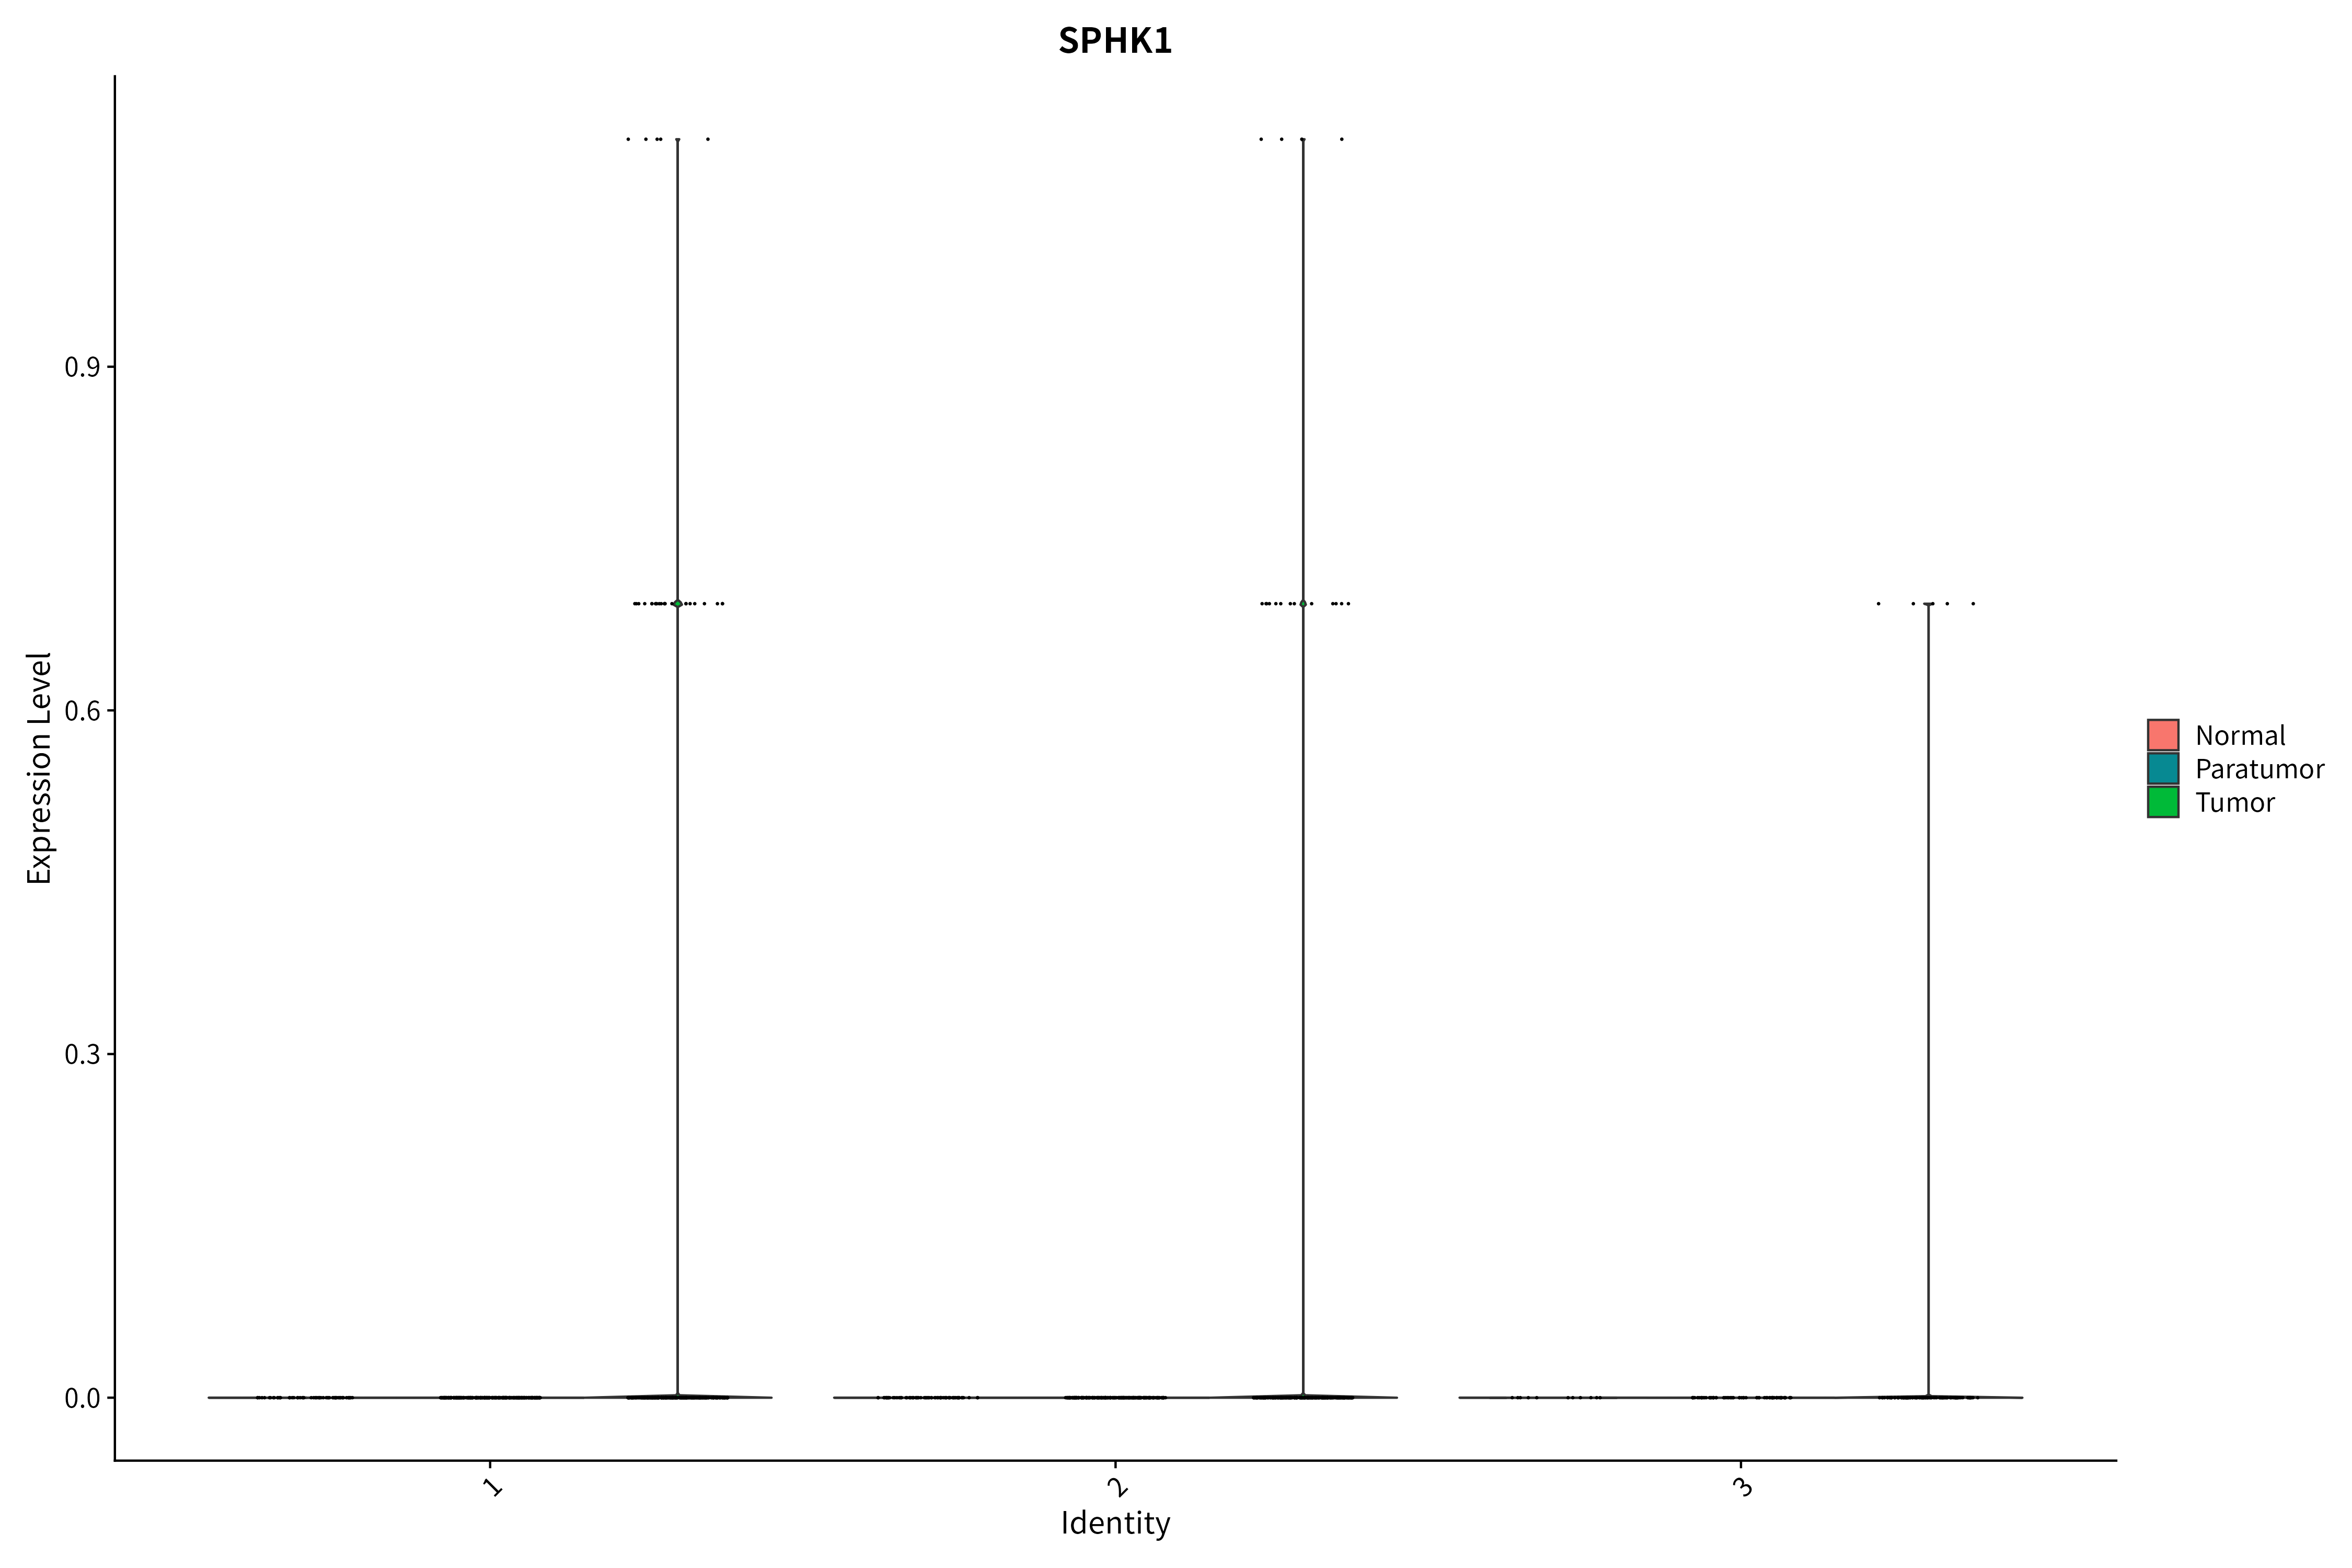 SPHK1
Expression Level
0.9
0.6
0.3
0.0
1
2
3
Identity
Normal
Paratumor
Tumor